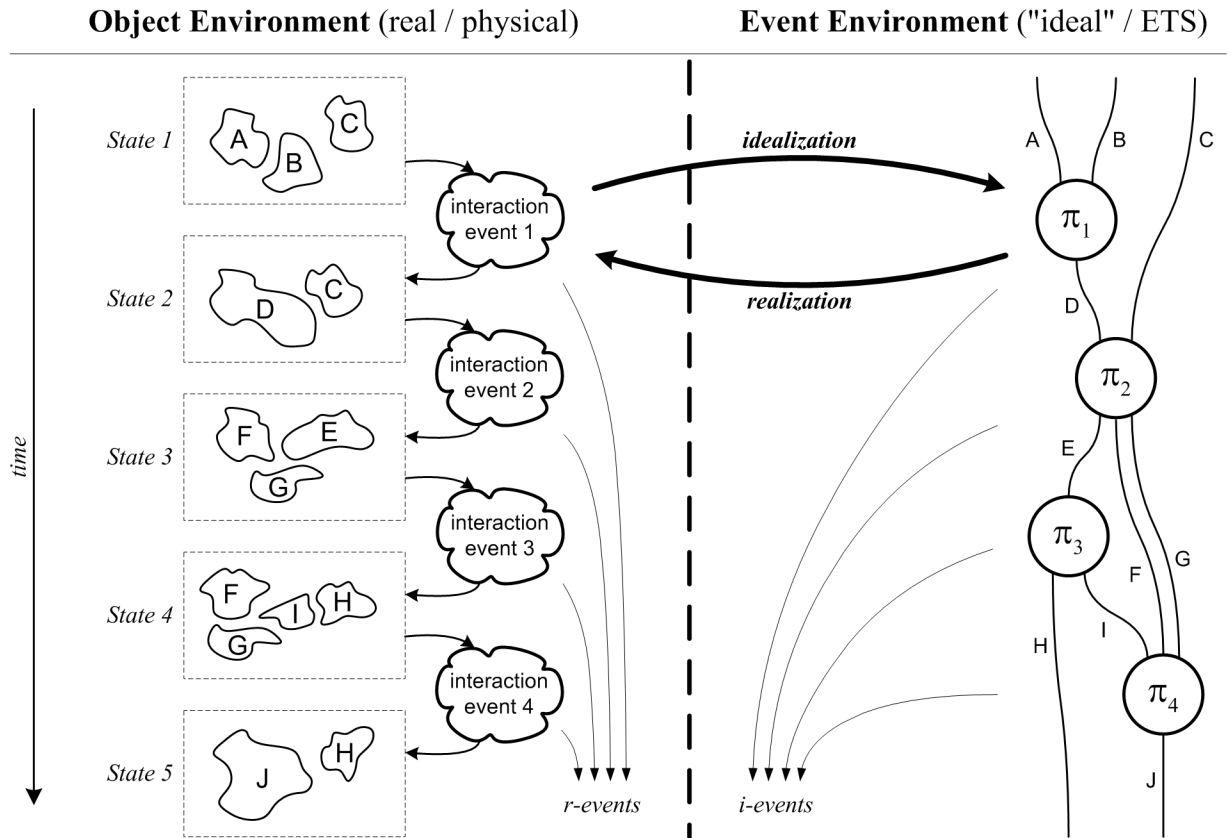 Object Environment (real / physical)
Event Environment ("ideal" / ETS)
time
State 1
A
B
C
interaction
event 1
State 2
D
C
interaction
event 2
State 3
F
E
G
interaction
event 3
State 4
F
I
H
G
interaction
event 4
State 5
J
H
r-events
idealization
realization
i-events
A
B
C
π1
D
π2
E
π3
F
G
H
I
π4
J